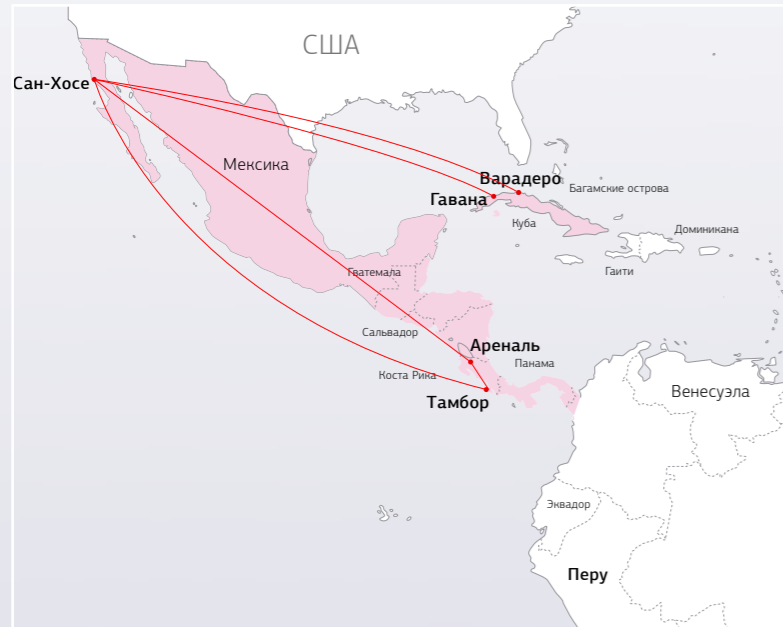 США
Сан-Хосе
Мексика
Варадеро
Багамские острова
Гавана
Куба
Доминикана
Гаити
Гватемала
Сальвадор
Ареналь
Панама
Коста Рика
Венесуэла
Тамбор
Эквадор
Перу